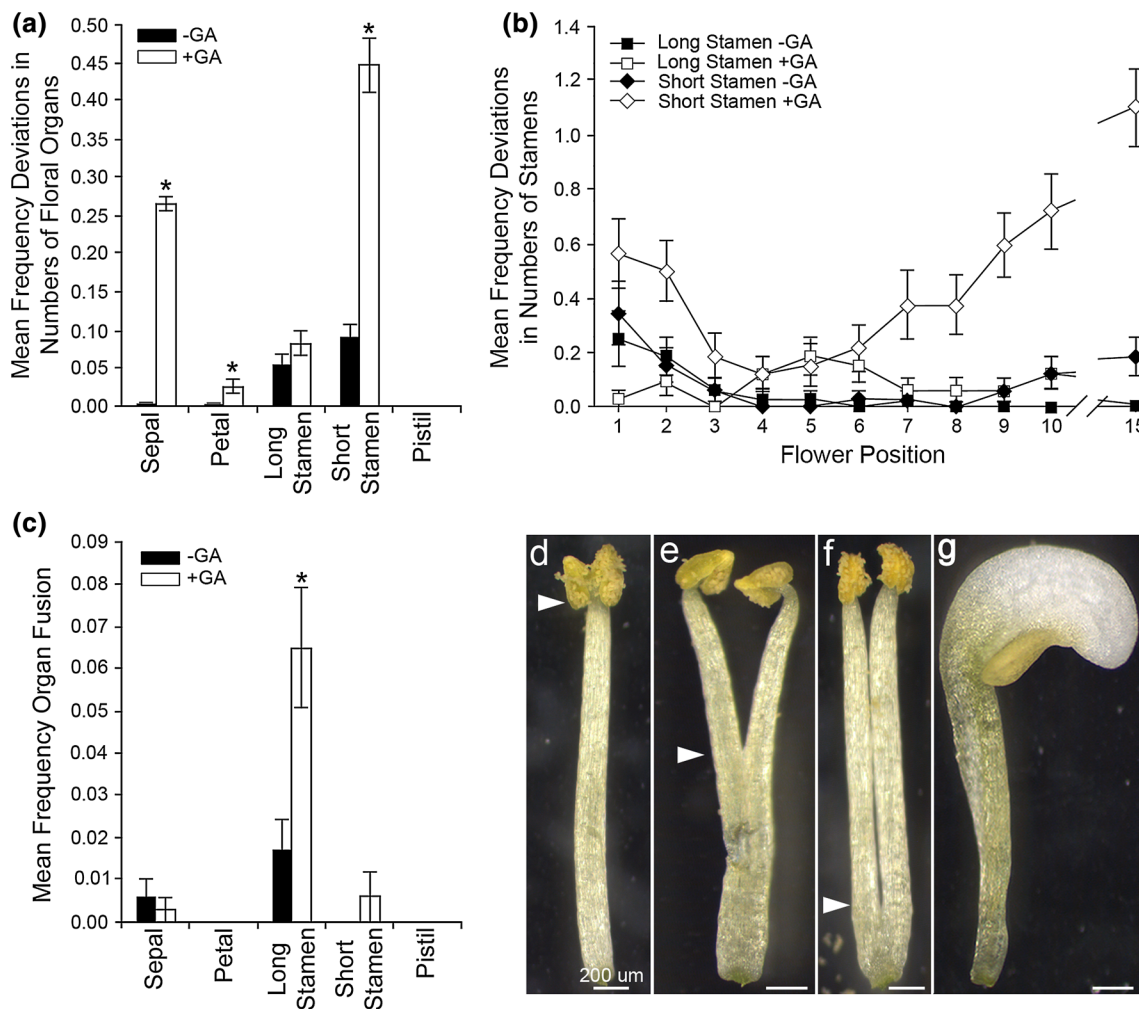 (a)
Mean Frequency Deviations in
Numbers of Floral Organs
0.50
0.45
0.40
0.35
0.30
0.25
0.20
0.15
0.10
0.05
0.00
-GA
+GA
*
*
*
Sepal
Petal
Long
Stamen
Short
Stamen
Pistil
(b)
Mean Frequency Deviations
in Numbers of Stamens
1.4
1.2
1.0
0.8
0.6
0.4
0.2
0.0
Long Stamen -GA
Long Stamen +GA
Short Stamen -GA
Short Stamen +GA
1 2 3 4 5 6 7 8 9 10 15
Flower Position
(c)
Mean Frequency Organ Fusion
0.09
0.08
0.07
0.06
0.05
0.04
0.03
0.02
0.01
0.00
-GA
+GA
*
Sepal
Petal
Long
Stamen
Short
Stamen
Pistil
d
e
f
g
200 um